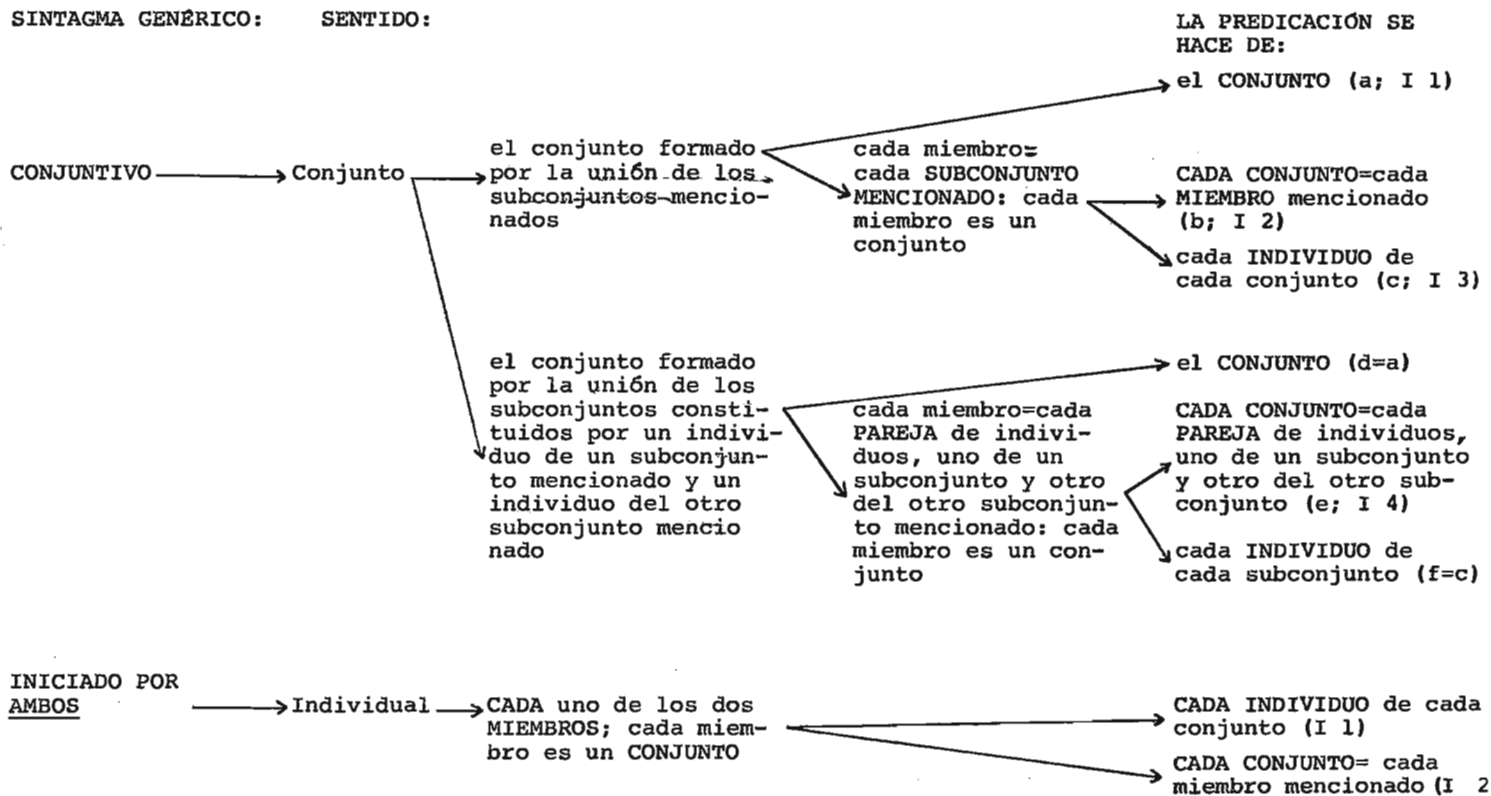 SINTAGMA GENÉRICO: SENTIDO:
LA PREDICACIÓN SE
HACE DE:
el CONJUNTO (a; I 1)
CONJUNTIVO
Conjunto
el conjunto formado
por la unión de los
subconjuntos mencio-
nados
cada miembro=
cada SUBCONJUNTO
MENCIONADO: cada
miembro es un
conjunto
CADA CONJUNTO=cada
MIEMBRO mencionado
(b; I 2)
cada INDIVIDUO de
cada conjunto (c; I 3)
el conjunto formado
por la unión de los
subconjuntos consti-
tuidos por un indivi-
duo de un subconjun-
to mencionado y un
individuo del otro
subconjunto mencio
nado
el CONJUNTO (d=a)
cada miembro=cada
PAREJA de indivi-
duos, uno de un
subconjunto y otro
del otro subconjun-
to mencionado: cada
miembro es un con-
junto
CADA CONJUNTO=cada
PAREJA de individuos,
uno de un subconjunto
y otro del otro sub-
conjunto (e; I 4)
cada INDIVIDUO de
cada subconjunto (f=c)
INICIADO POR
AMBOS
Individual
CADA uno de los dos
MIEMBROS; cada miem-
bro es un CONJUNTO
CADA INDIVIDUO de cada
conjunto (I 1)
CADA CONJUNTO= cada
miembro mencionado (I 2